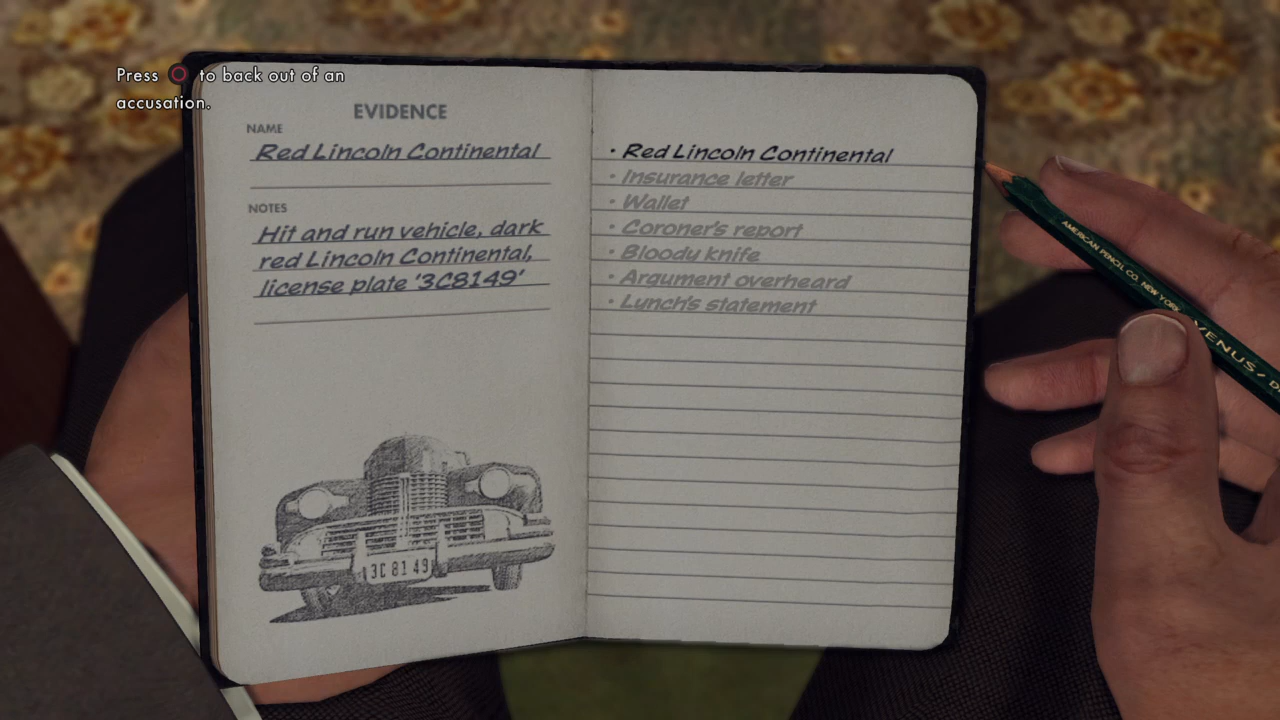 Press to back out of an
accusation.
EVIDENCE
NAME
Red Lincoln Continental
NOTES
Hit and run vehicle, dark
red Lincoln Continental,
license plate '3C8149'
3C 81 49
· Red Lincoln Continental
· Insurance letter
· Wallet
· Coroner's report
· Bloody knife
· Argument overheard
· Lynch's statement
AMERICAN PENCIL CO. NEW YORK
VENUS